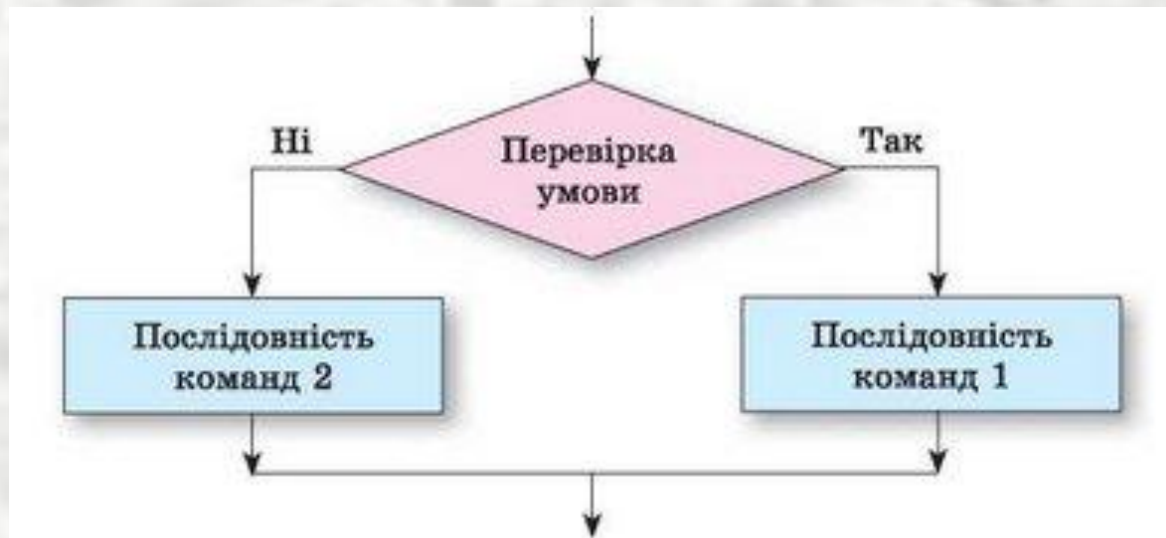 Ні
Перевірка
умови
Так
Послідовність
команд 2
Послідовність
команд 1